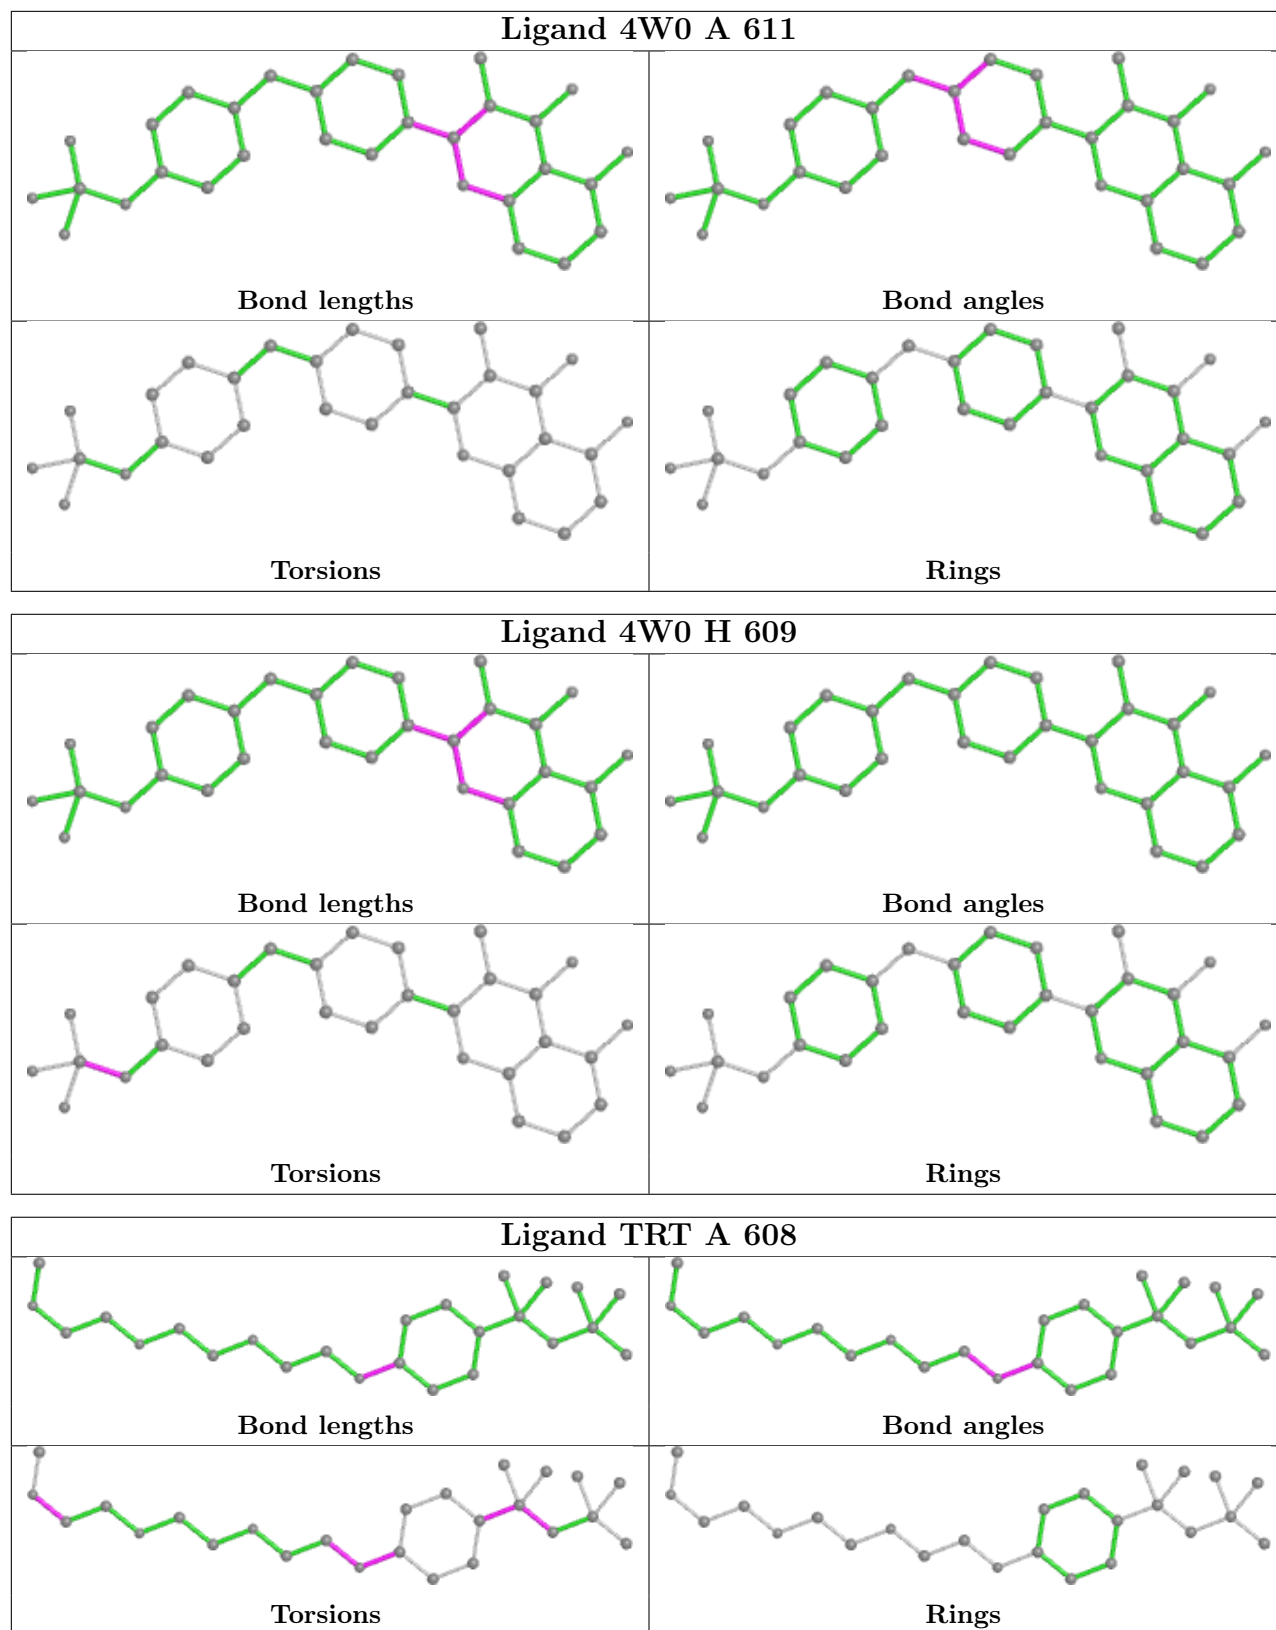 Ligand 4W0 A 611
Bond lengths
Bond angles
Torsions
Rings
Ligand 4W0 H 609
Bond lengths
Bond angles
Torsions
Rings
Ligand TRT A 608
Bond lengths
Bond angles
Torsions
Rings